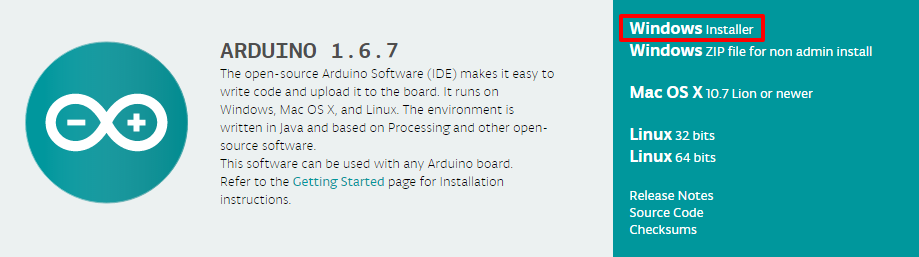 ARDUINO 1.6.7
The open-source Arduino Software (IDE) makes it easy to
write code and upload it to the board. It runs on
Windows, Mac OS X, and Linux. The environment is
written in Java and based on Processing and other open-
source software.
This software can be used with any Arduino board.
Refer to the Getting Started page for Installation
instructions.
Windows Installer
Windows ZIP file for non admin install
Mac OS X 10.7 Lion or newer
Linux 32 bits
Linux 64 bits
Release Notes
Source Code
Checksums